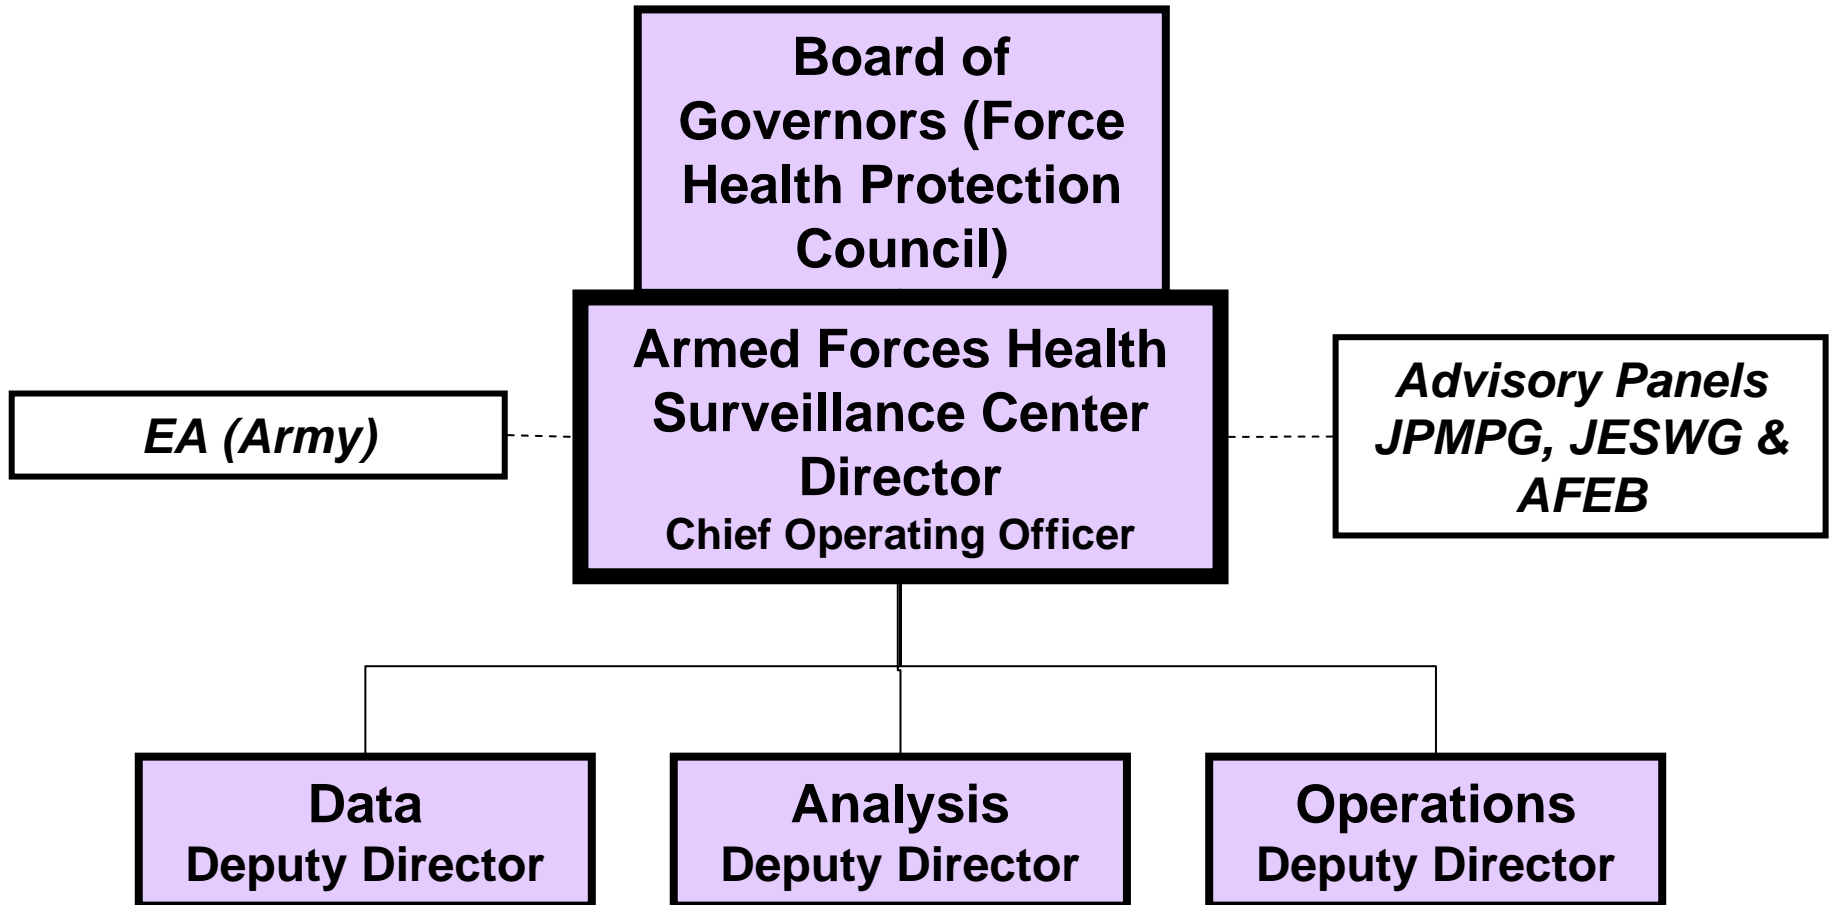 Board of
Governors (Force
Health Protection
Council)
Armed Forces Health
Surveillance Center
Director
Chief Operating Officer
EA (Army)
Advisory Panels
JPMPG, JESWG &
AFEB
Data
Deputy Director
Analysis
Deputy Director
Operations
Deputy Director